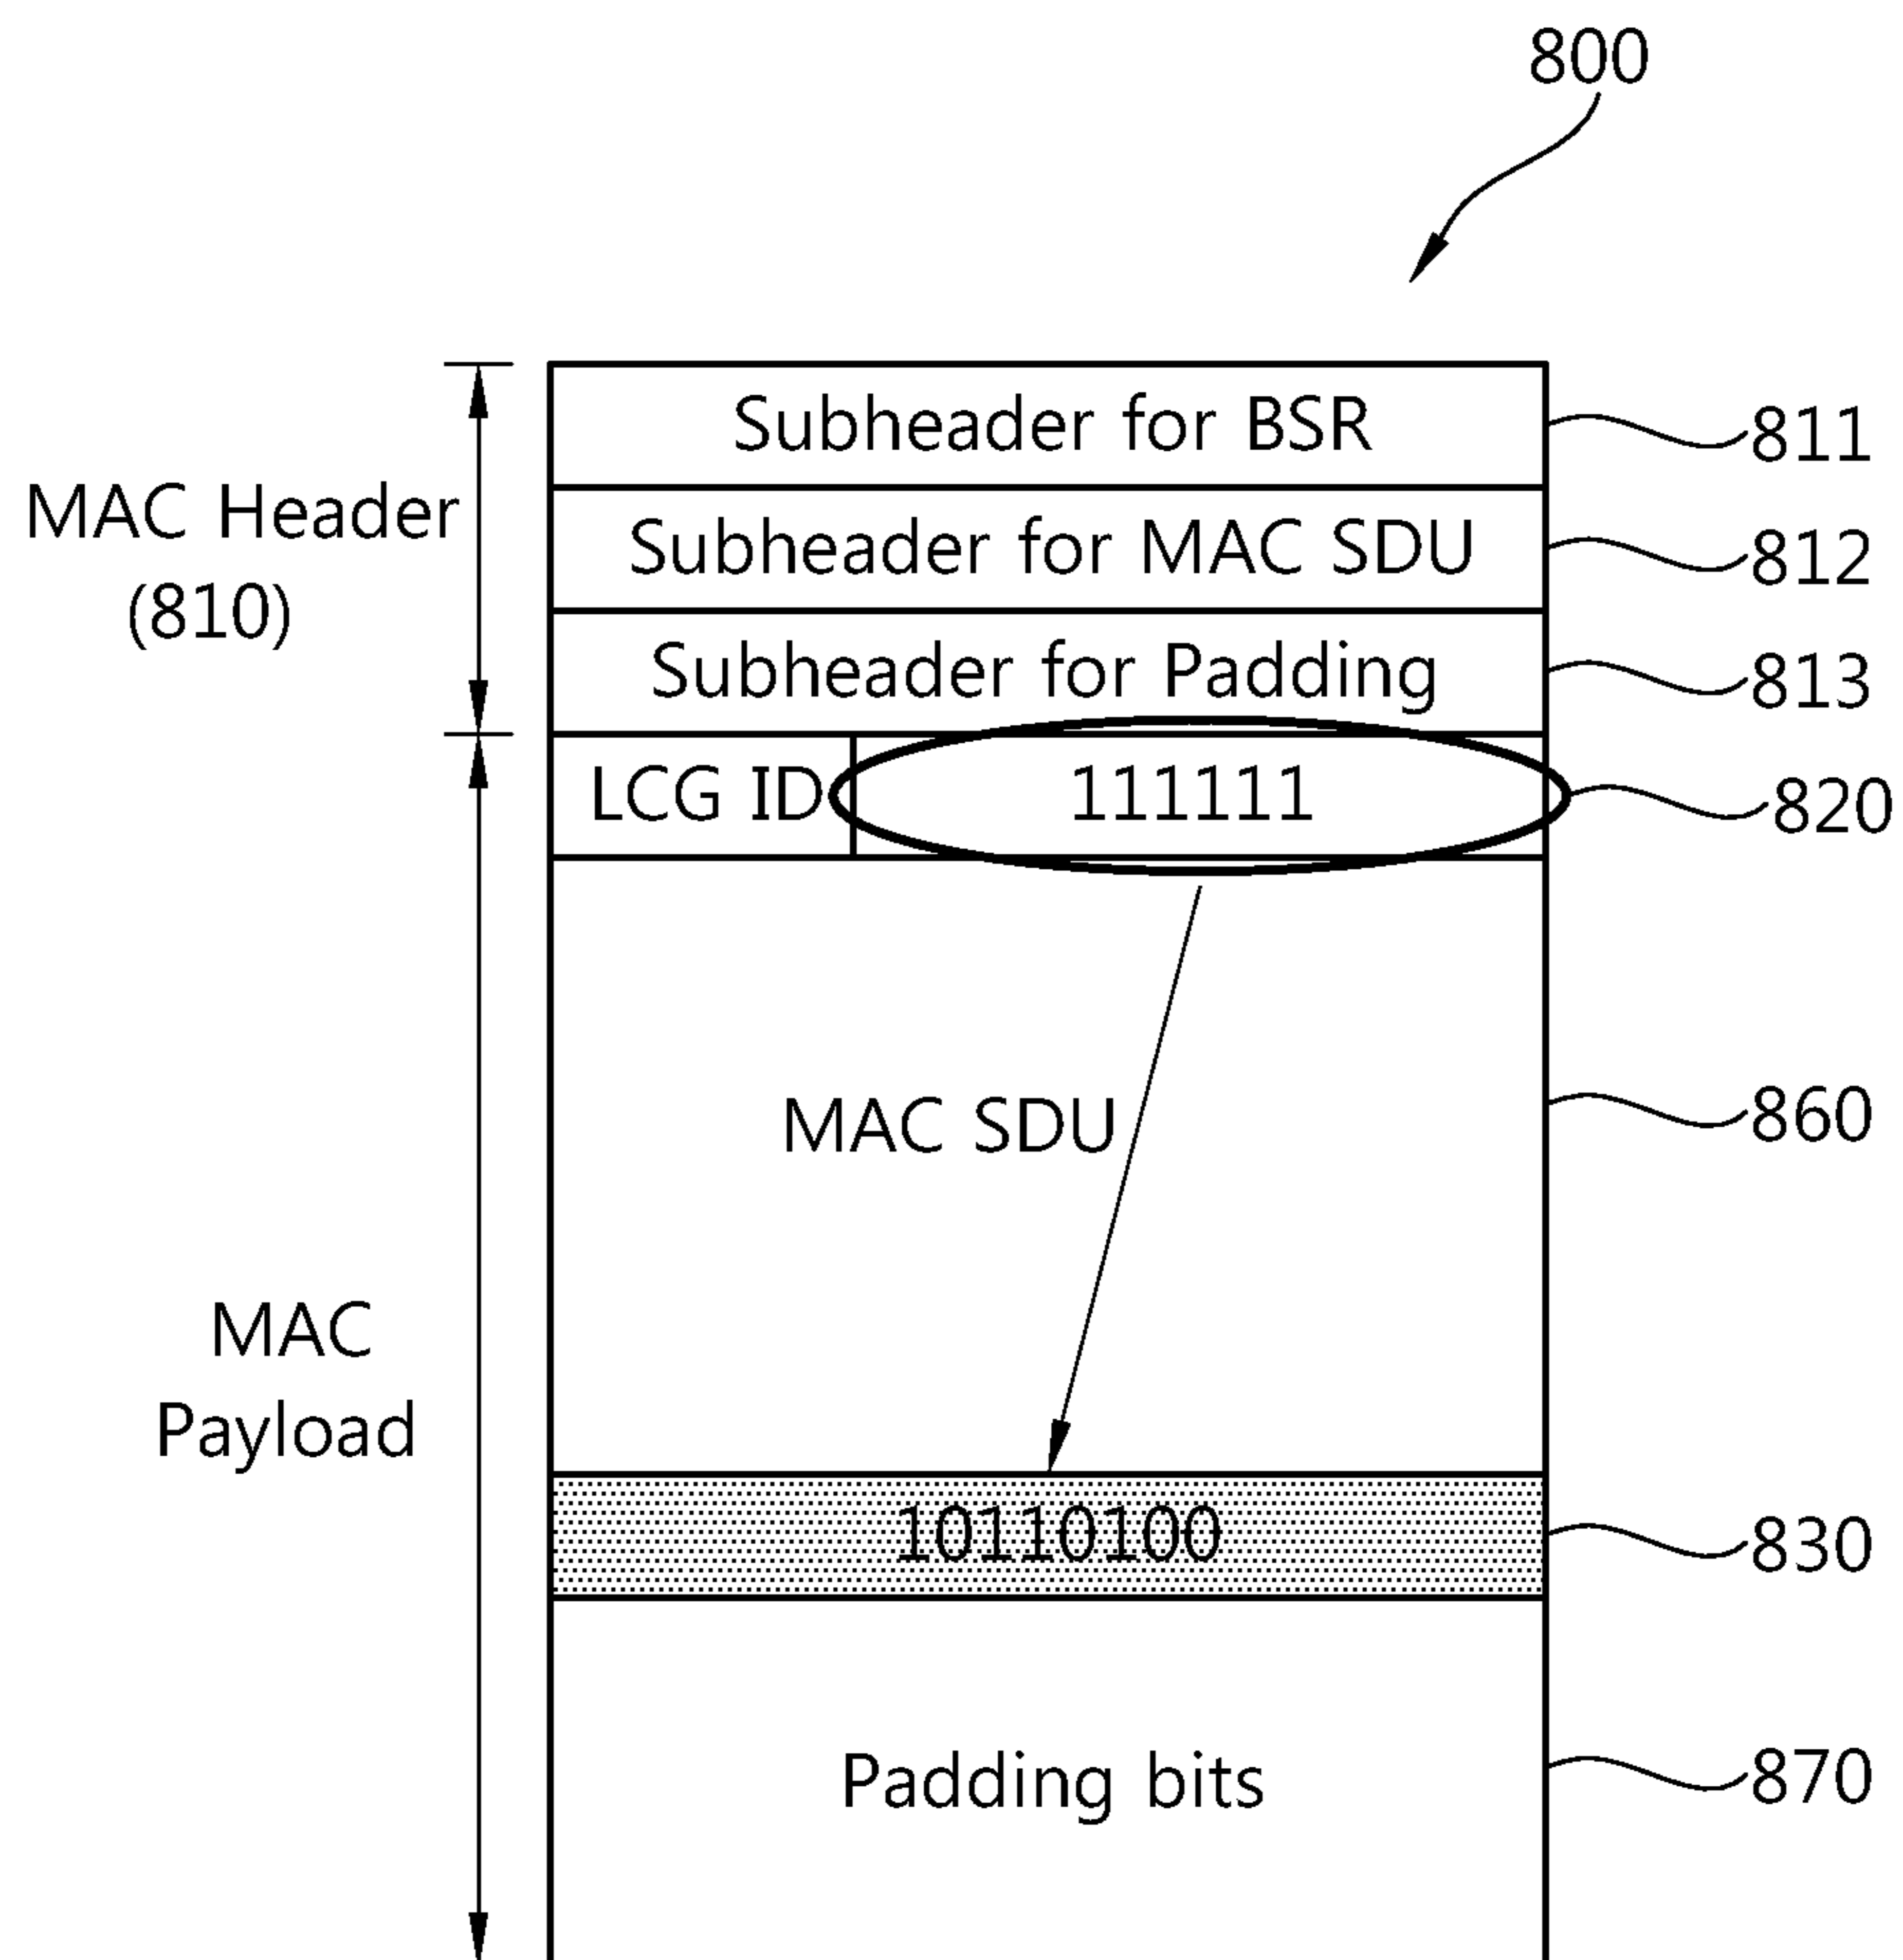 800
Subheader for BSR
811
MAC Header
(810)
Subheader for MAC SDU
812
Subheader for Padding
813
LCG ID
111111
820
MAC SDU
860
MAC
Payload
10110100
830
Padding bits
870